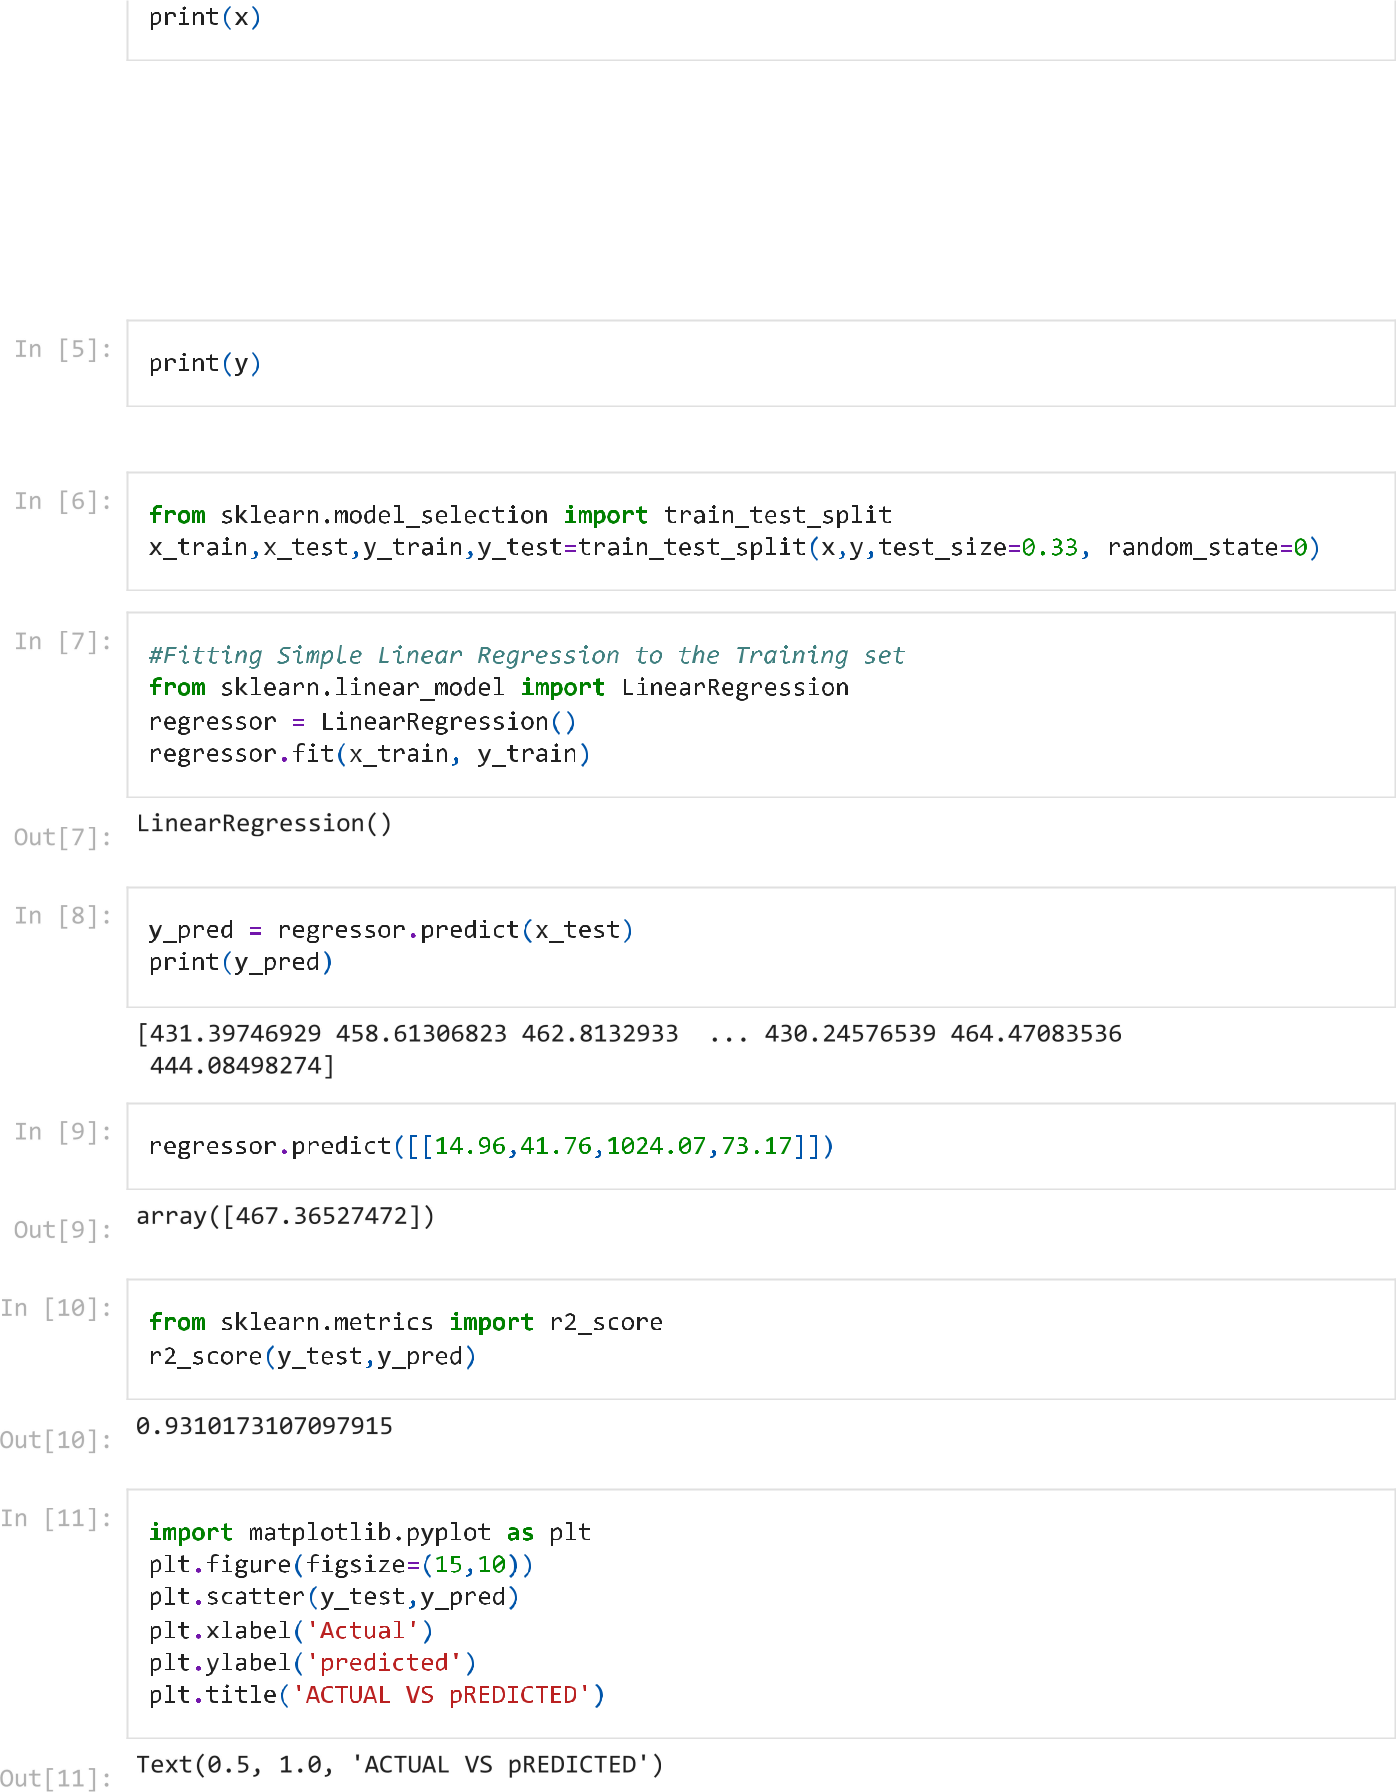 print(x)
In [5]:
print(y)
In [6]:
from sklearn.model_selection import train_test_split
x_train,x_test,y_train,y_test=train_test_split(x,y,test_size=0.33, random_state=0)
In [7]:
#Fitting Simple Linear Regression to the Training set
from sklearn.linear_model import LinearRegression
regressor = LinearRegression()
regressor.fit(x_train, y_train)
LinearRegression()
Out[7]:
In [8]:
y_pred = regressor.predict(x_test)
print(y_pred)
[431.39746929 458.61306823 462.8132933  ... 430.24576539 464.47083536
444.08498274]
In [9]:
regressor.predict([[14.96,41.76,1024.07,73.17]])
array([467.36527472])
Out[9]:
In [10]:
from sklearn.metrics import r2_score
r2_score(y_test,y_pred)
0.9310173107097915
Out[10]:
In [11]:
import matplotlib.pyplot as plt
plt.figure(figsize=(15,10))
plt.scatter(y_test,y_pred)
plt.xlabel('Actual')
plt.ylabel('predicted')
plt.title('ACTUAL VS pREDICTED')
Text(0.5, 1.0, 'ACTUAL VS pREDICTED')
Out[11]: